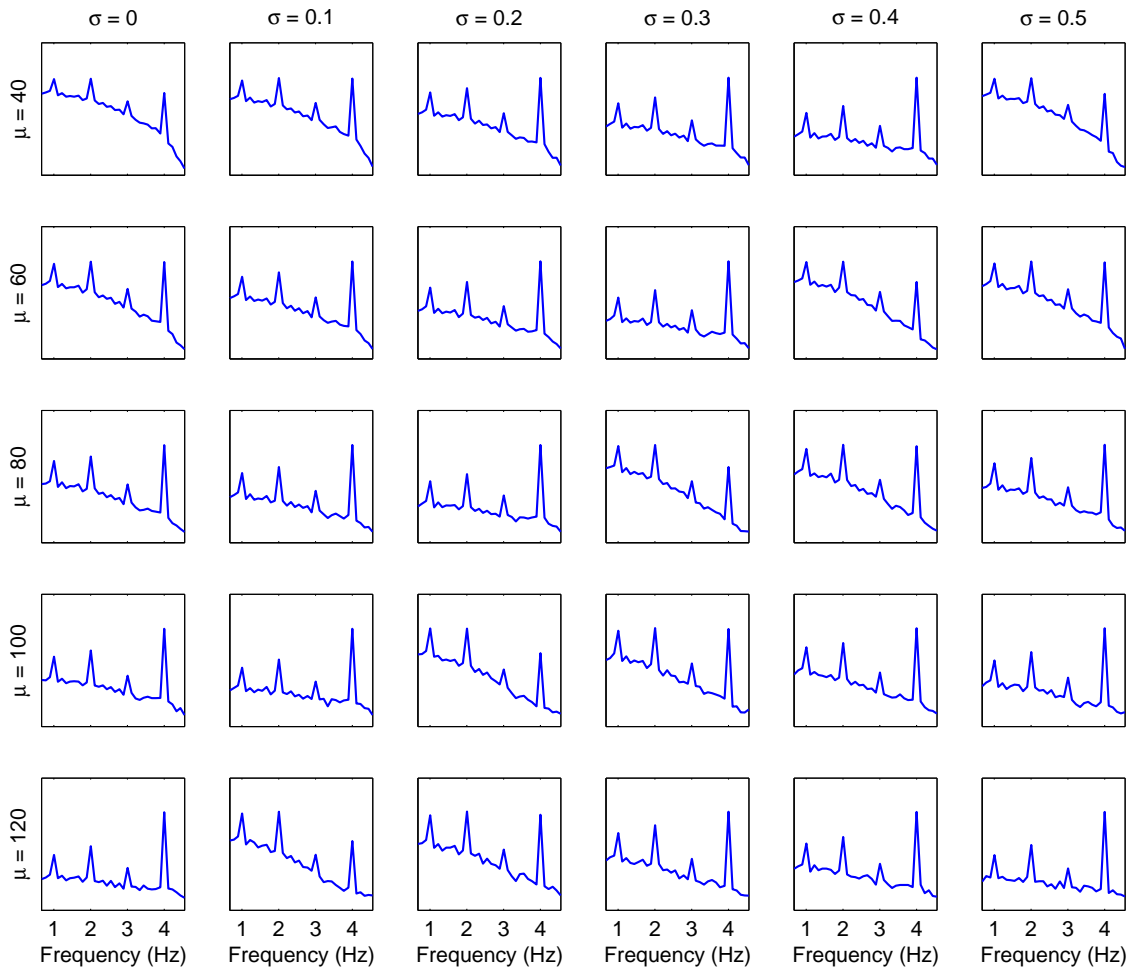 σ = 0 σ = 0.1 σ = 0.2 σ = 0.3 σ = 0.4 σ = 0.5
μ = 40
μ = 60
μ = 80
μ = 100
μ = 120
1 2 3 4 1 2 3 4 1 2 3 4 1 2 3 4 1 2 3 4 1 2 3 4
Frequency (Hz) Frequency (Hz) Frequency (Hz) Frequency (Hz) Frequency (Hz) Frequency (Hz)